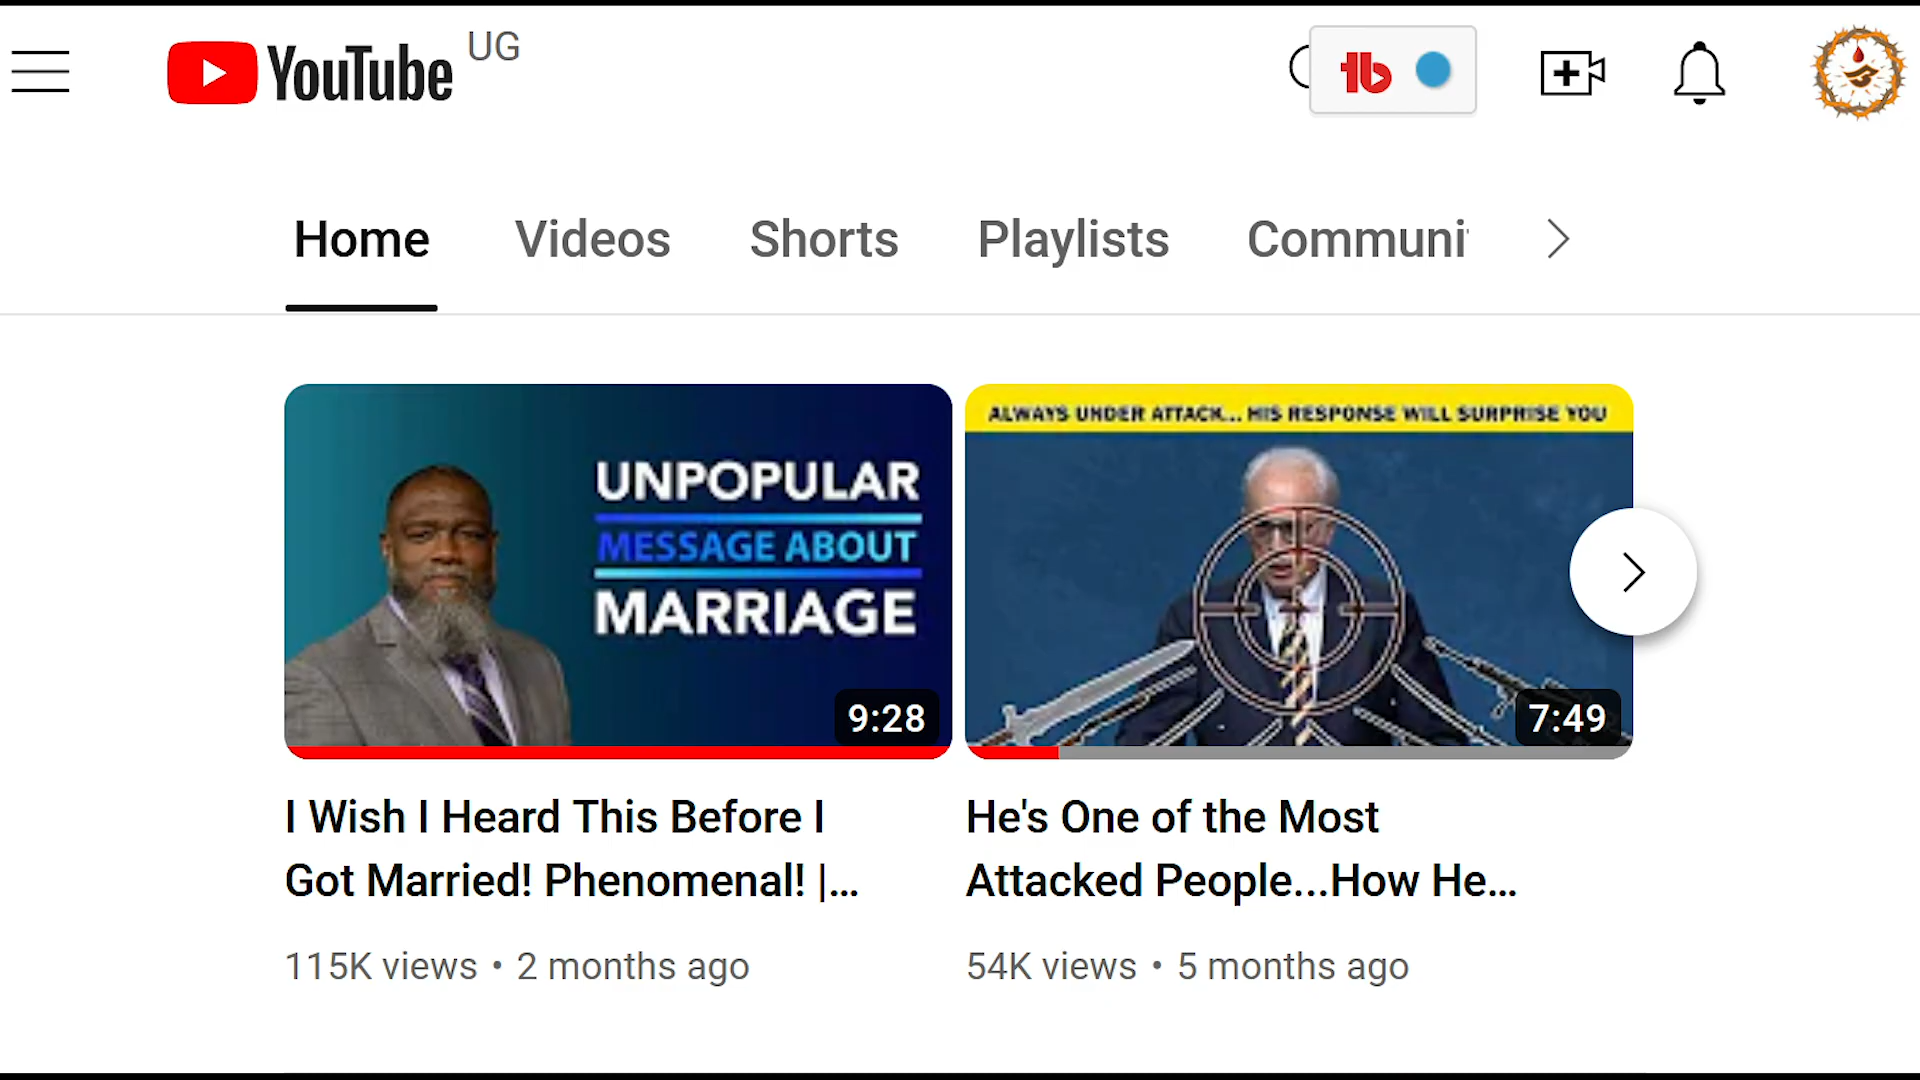 YouTube UG
tb
Home Videos Shorts Playlists Communi
UNPOPULAR
MESSAGE ABOUT
MARRIAGE
9:28
ALWAYS UNDER ATTACK... HIS RESPONSE WILL SURPRISE YOU
7:49
I Wish I Heard This Before I
Got Married! Phenomenal! |...
115K views • 2 months ago
He's One of the Most
Attacked People...How He...
54K views • 5 months ago